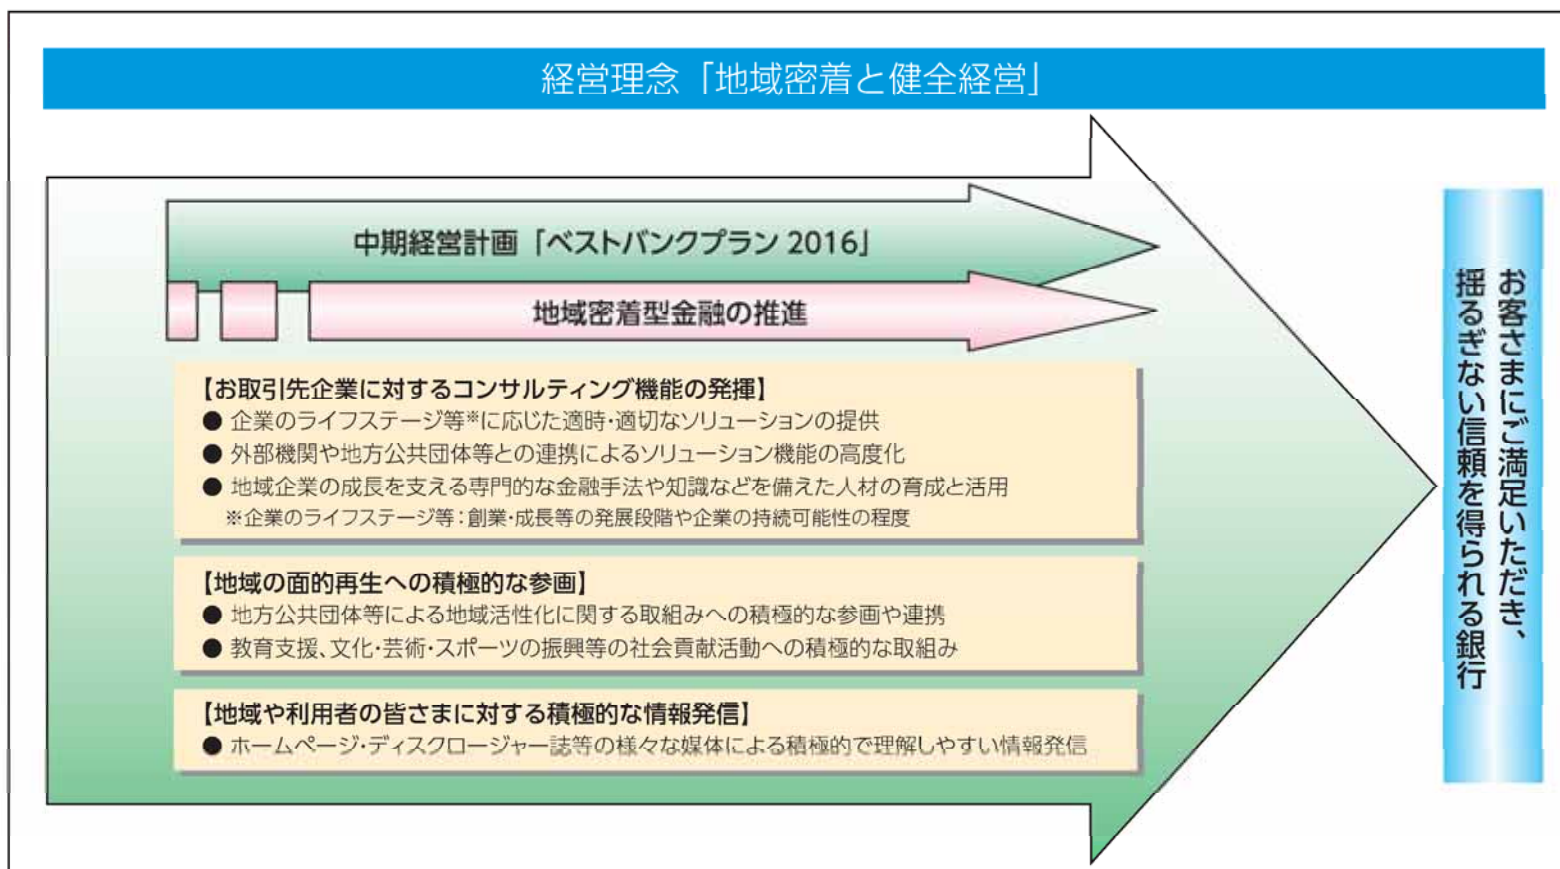 経営理念「地域密着と健全経営」
中期経営計画「ベストバンクプラン 2016」
地域密着型金融の推進
【お取引先企業に対するコンサルティング機能の発揮】
● 企業のライフステージ等※に応じた適時・適切なソリューションの提供
● 外部機関や地方公共団体等との連携によるソリューション機能の高度化
● 地域企業の成長を支える専門的な金融手法や知識などを備えた人材の育成と活用
※企業のライフステージ等：創業・成長等の発展段階や企業の持続可能性の程度
【地域の面的再生への積極的な参画】
● 地方公共団体等による地域活性化に関する取組みへの積極的な参画や連携
● 教育支援、文化・芸術・スポーツの振興等の社会貢献活動への積極的な取組み
【地域や利用者の皆さまに対する積極的な情報発信】
● ホームページ・ディスクロージャー誌等の様々な媒体による積極的で理解しやすい情報発信
お客さまにご満足いただき、
揺るぎない信頼を得られる銀行